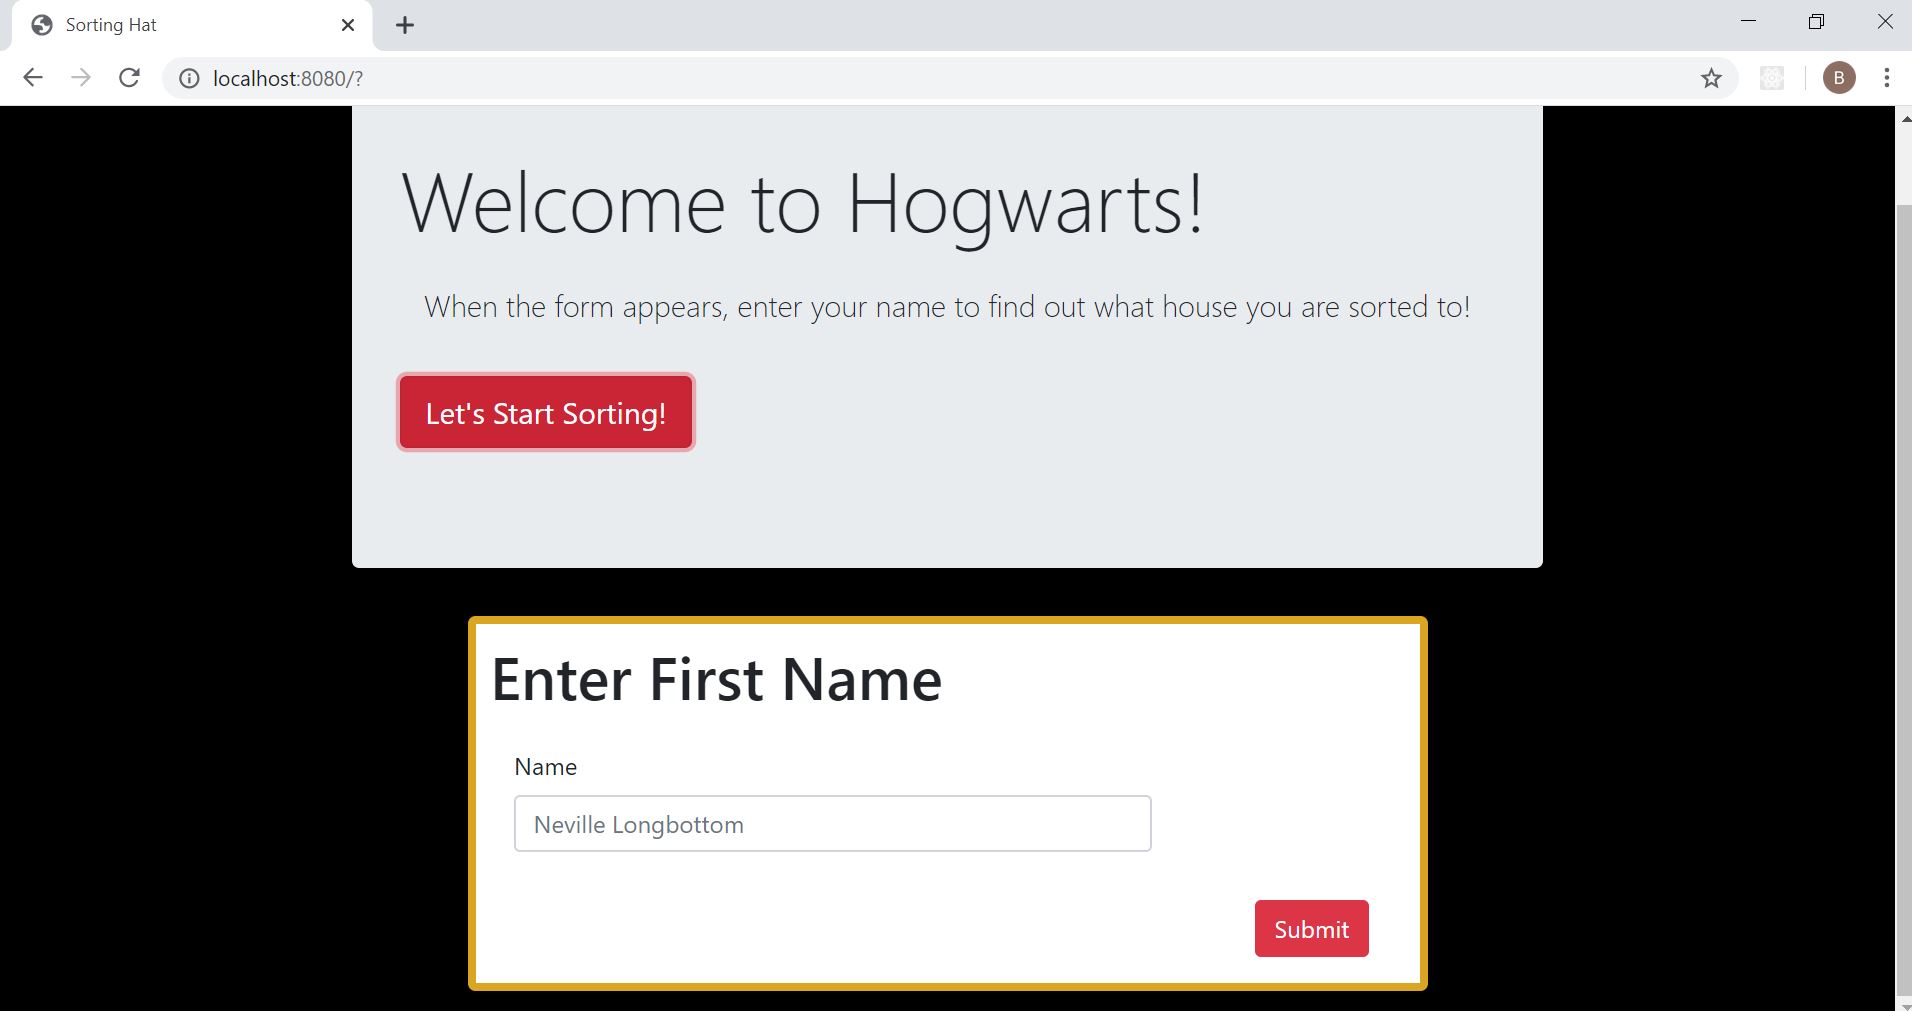 Sorting Hat
localhost:8080/?
B
Welcome to Hogwarts!
When the form appears, enter your name to find out what house you are sorted to!
Let's Start Sorting!
Enter First Name
Name
Neville Longbottom
Submit